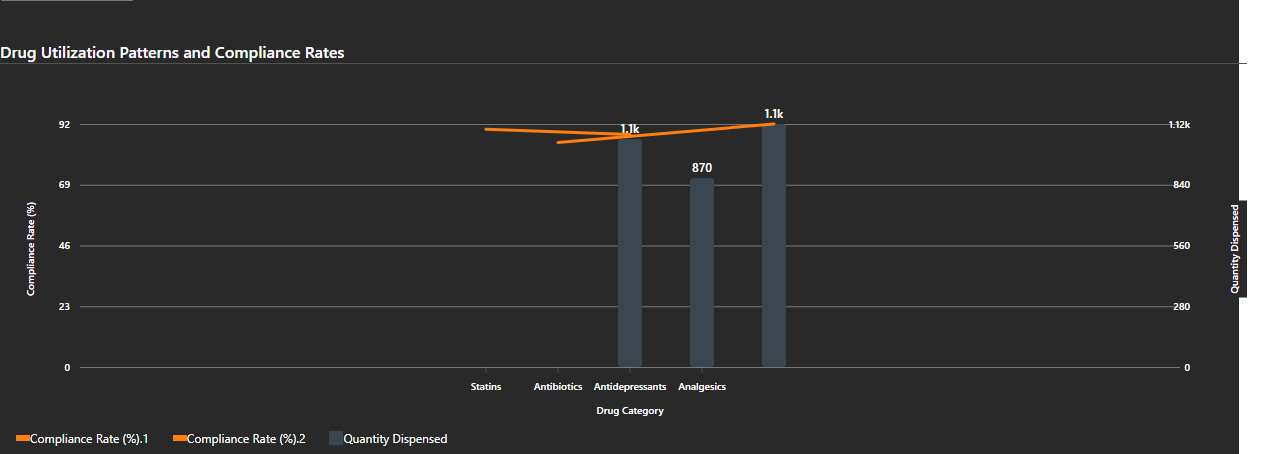 Drug Utilization Patterns and Compliance Rates
1.1k
92
1.1k
1.12k
870
69
840
46
560
23
280
0
0
Compliance Rate (%)
Quantity Dispensed
Statins Antibiotics Antidepressants Analgesics
Drug Category
Compliance Rate (%).1 Compliance Rate (%).2 Quantity Dispensed